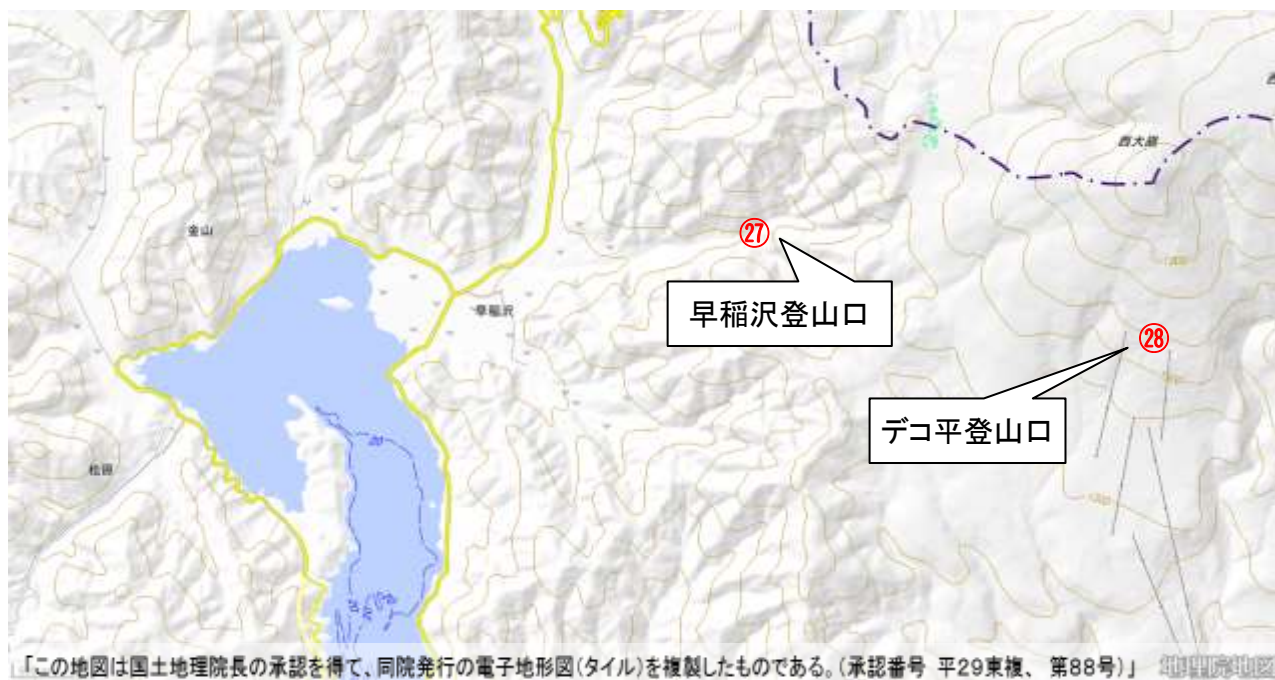 西大巓
金山
㉗
早稲沢登山口
早稲沢
㉘
デコ平登山口
桧原
「この地図は国土地理院長の承認を得て、同院発行の電子地形図(タイル)を複製したものである。(承認番号 平29東複、 第88号)」
地理院地図